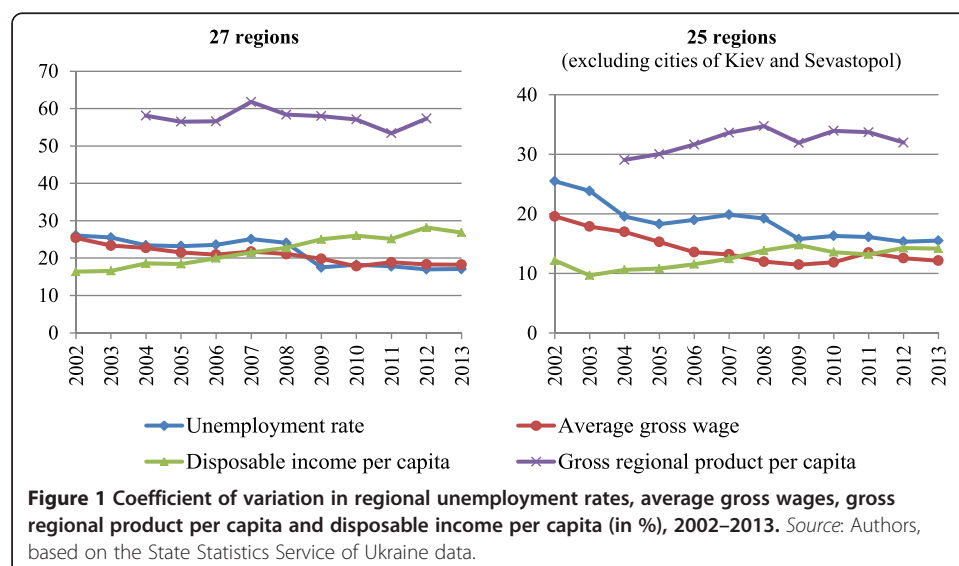 27 regions
25 regions
(excluding cities of Kiev and Sevastopol)
70
60
50
40
30
20
10
0
2002 2003 2004 2005 2006 2007 2008 2009 2010 2011 2012 2013
40
30
20
10
0
2002 2003 2004 2005 2006 2007 2008 2009 2010 2011 2012 2013
Unemployment rate
Average gross wage
Disposable income per capita
Gross regional product per capita
Figure 1 Coefficient of variation in regional unemployment rates, average gross wages, gross
regional product per capita and disposable income per capita (in %), 2002–2013. Source: Authors,
based on the State Statistics Service of Ukraine data.